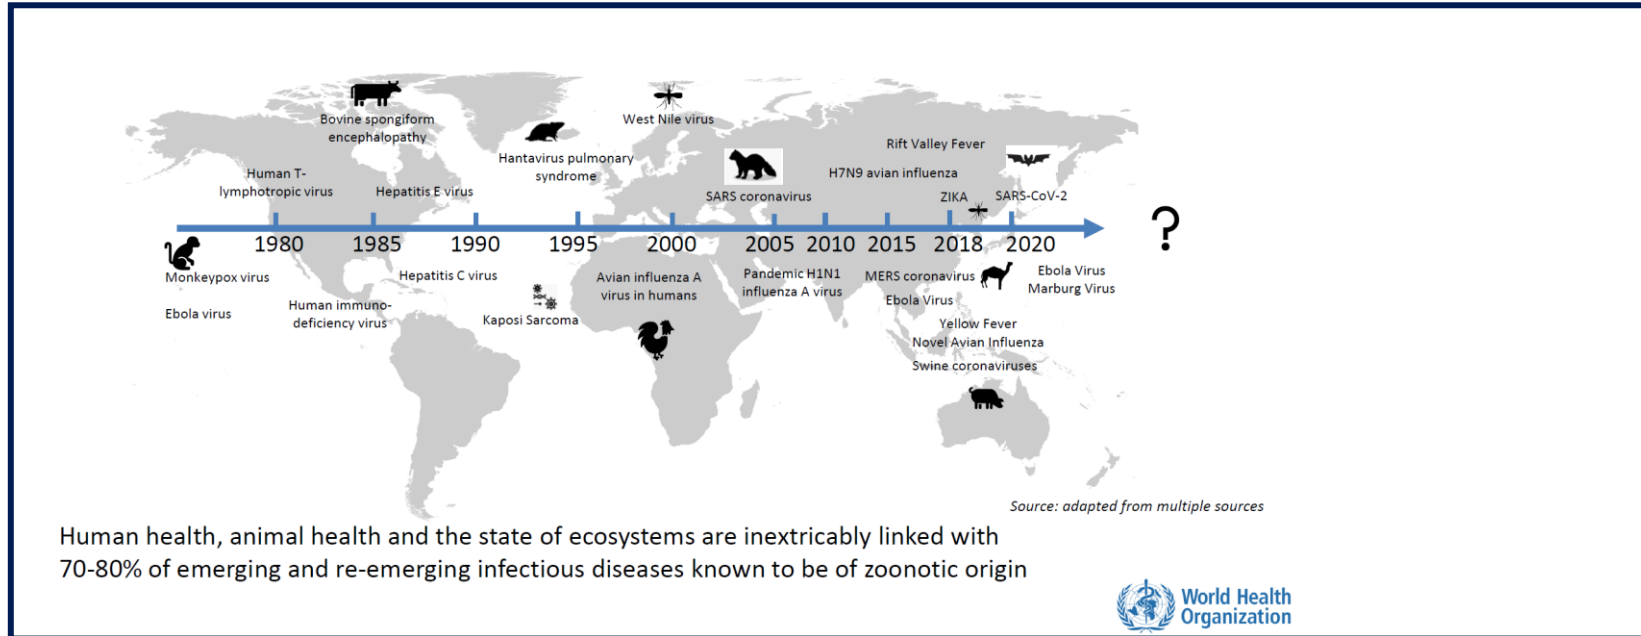 Bovine spongiform
encephalopathy
West Nile virus
Hantavirus pulmonary
syndrome
Rift Valley Fever
Human T-
lymphotropic virus
Hepatitis E virus
H7N9 avian influenza
SARS coronavirus
ZIKA
SARS-CoV-2
1980 1985 1990 1995 2000 2005 2010 2015 2018 2020
?
Monkeypox virus
Hepatitis C virus
Avian influenza A
virus in humans
Pandemic H1N1
influenza A virus
MERS coronavirus
Ebola Virus
Marburg Virus
Ebola virus
Human immuno-
deficiency virus
Kaposi Sarcoma
Ebola Virus
Yellow Fever
Novel Avian Influenza
Swine coronaviruses
Source: adapted from multiple sources
Human health, animal health and the state of ecosystems are inextricably linked with
70-80% of emerging and re-emerging infectious diseases known to be of zoonotic origin
World Health
Organization